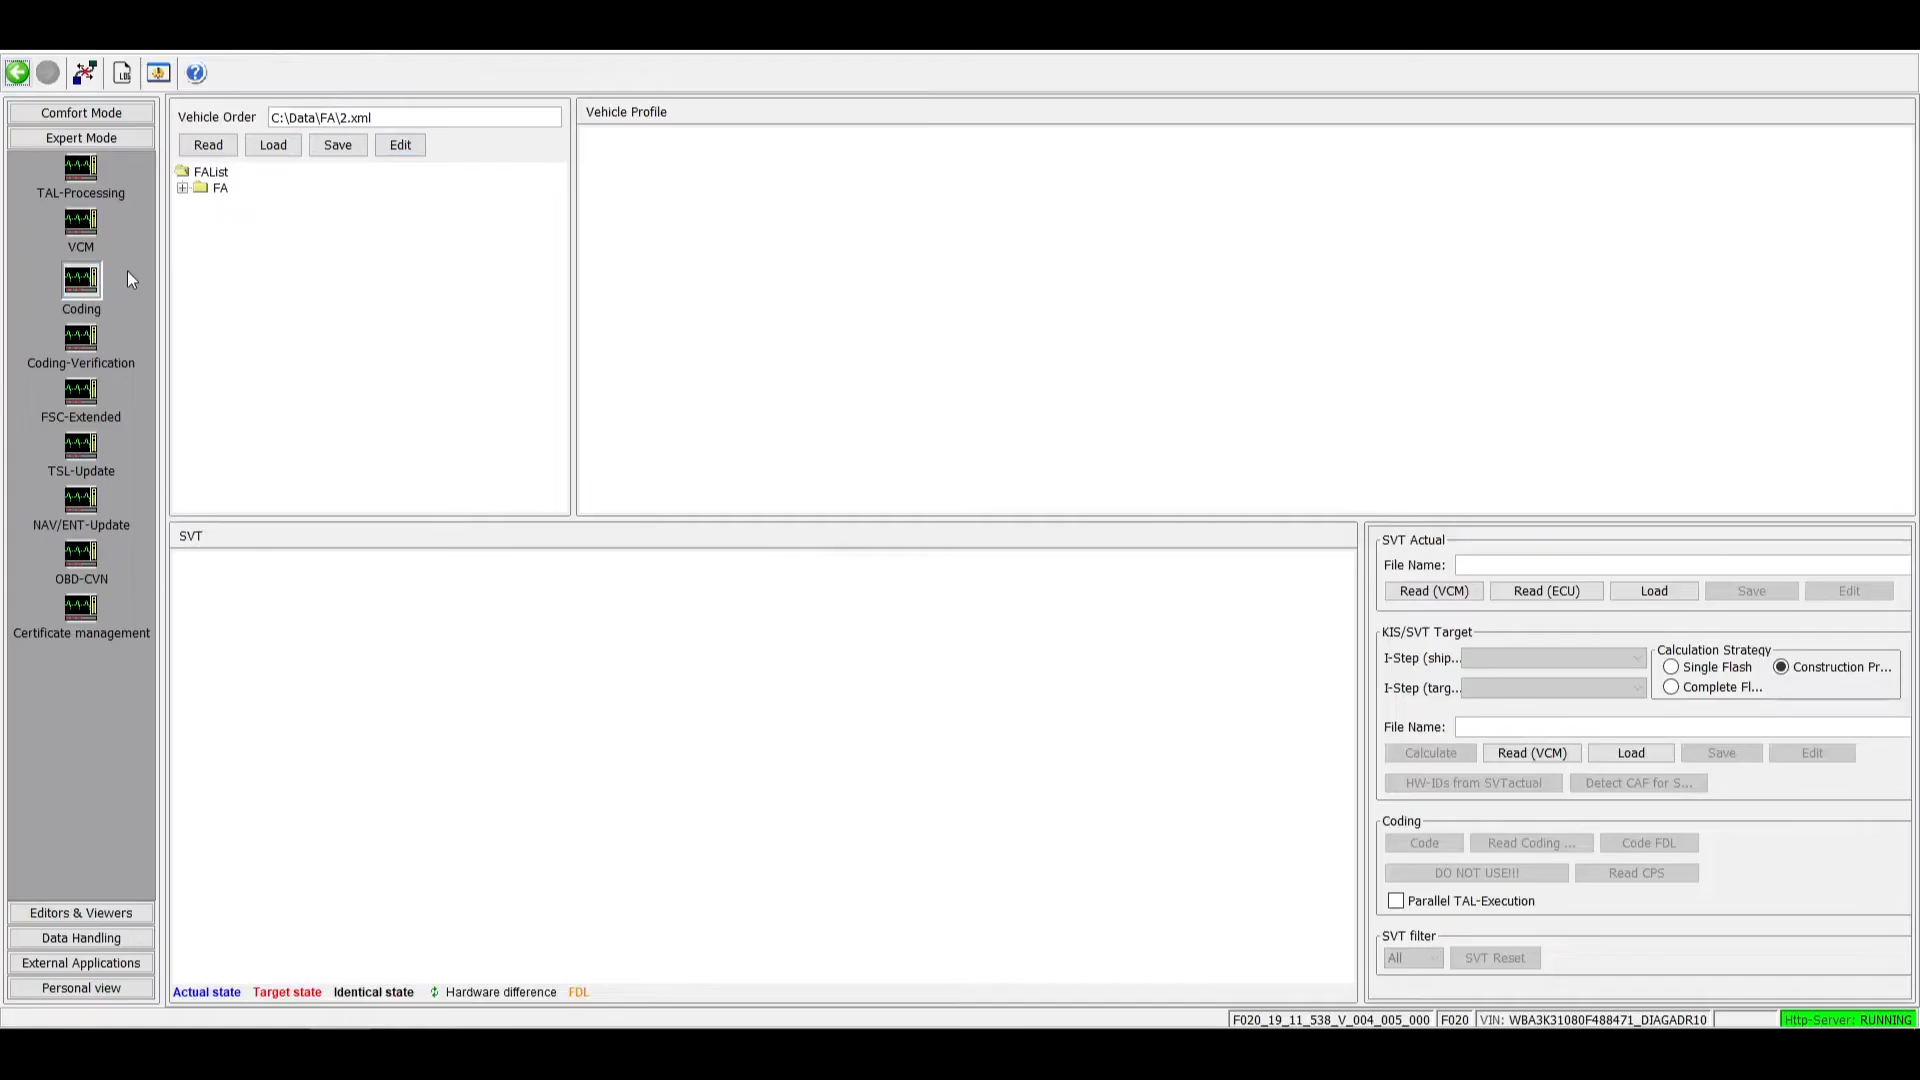 Comfort Mode
Expert Mode
TAL-Processing
VCM
Coding
Coding-Verification
FSC-Extended
TSL-Update
NAV/ENT-Update
OBD-CVN
Certificate management
Editors & Viewers
Data Handling
External Applications
Personal view
Vehicle Order C:\Data\FA\2.xml
Read Load Save Edit
FAList
FA
Vehicle Profile
SVT
Actual state Target state Identical state Hardware difference FDL
SVT Actual
File Name:
Read (VCM) Read (ECU) Load Save Edit
KIS/SVT Target
I-Step (ship...
I-Step (targ...
Calculation Strategy
Single Flash Construction Pr...
Complete Fl...
File Name:
Calculate Read (VCM) Load Save Edit
HW-IDs from SVTactual Detect CAF for S...
Coding
Code Read Coding ... Code FDL
DO NOT USE!!! Read CPS
Parallel TAL-Execution
SVT filter
All SVT Reset
F020_19_11_538_V_004_005_000 F020 VIN: WBA3K31080F488471_DIAGADR10 Http-Server: RUNNING